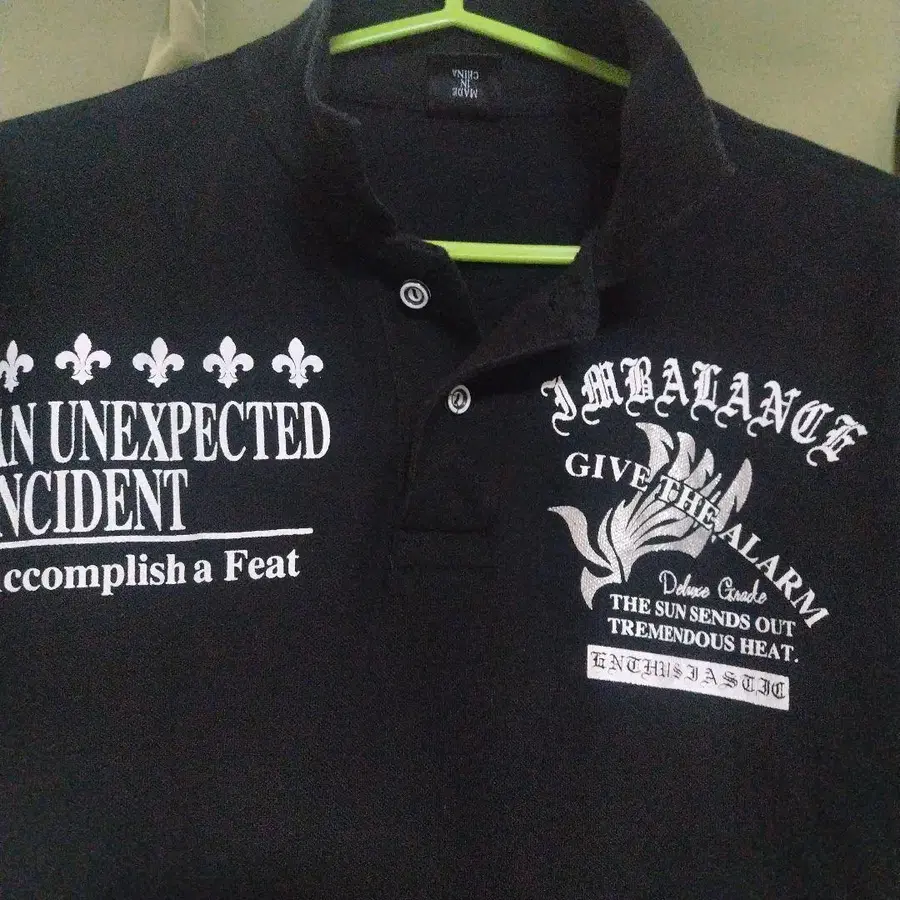 MADE
IN
CHINA
AN UNEXPECTED
INCIDENT
Accomplish a Feat
IMBALANCE
GIVE THE ALARM
Deluxe Grade
THE SUN SENDS OUT
TREMENDOUS HEAT.
ENTHUSIASTIC